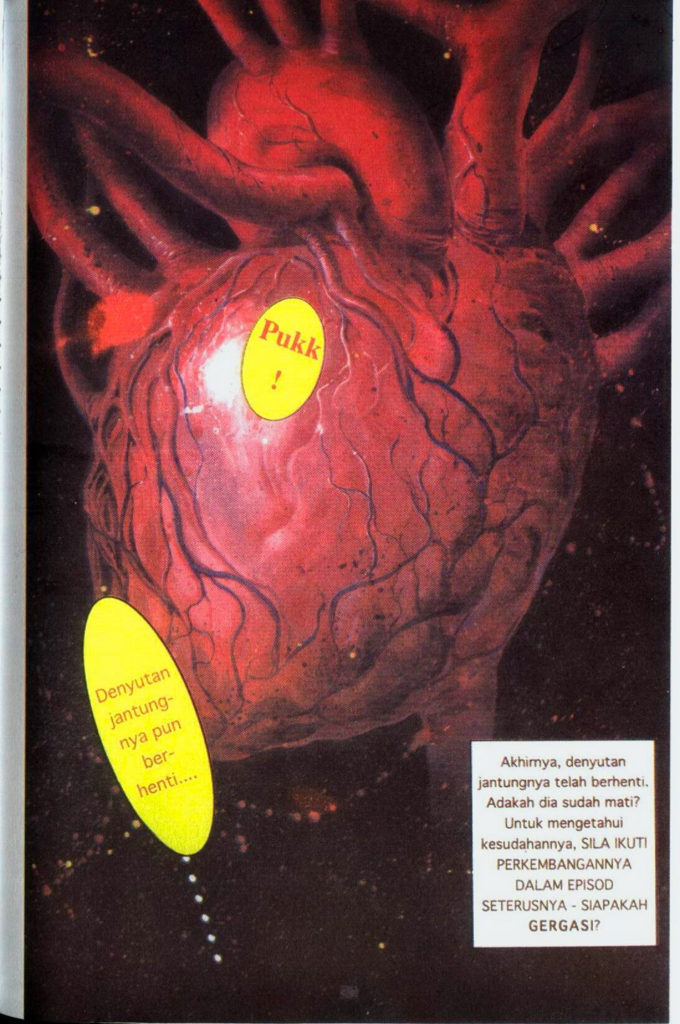 Pukk
!
Denyutan
jantung-
nya pun
ber-
henti....
Akhirnya, denyutan
jantungnya telah berhenti.
Adakah dia sudah mati?
Untuk mengetahui
kesudahannya, SILA IKUTI
PERKEMBANGANNYA
DALAM EPISOD
SETERUSNYA - SIAPAKAH
GERGASI?